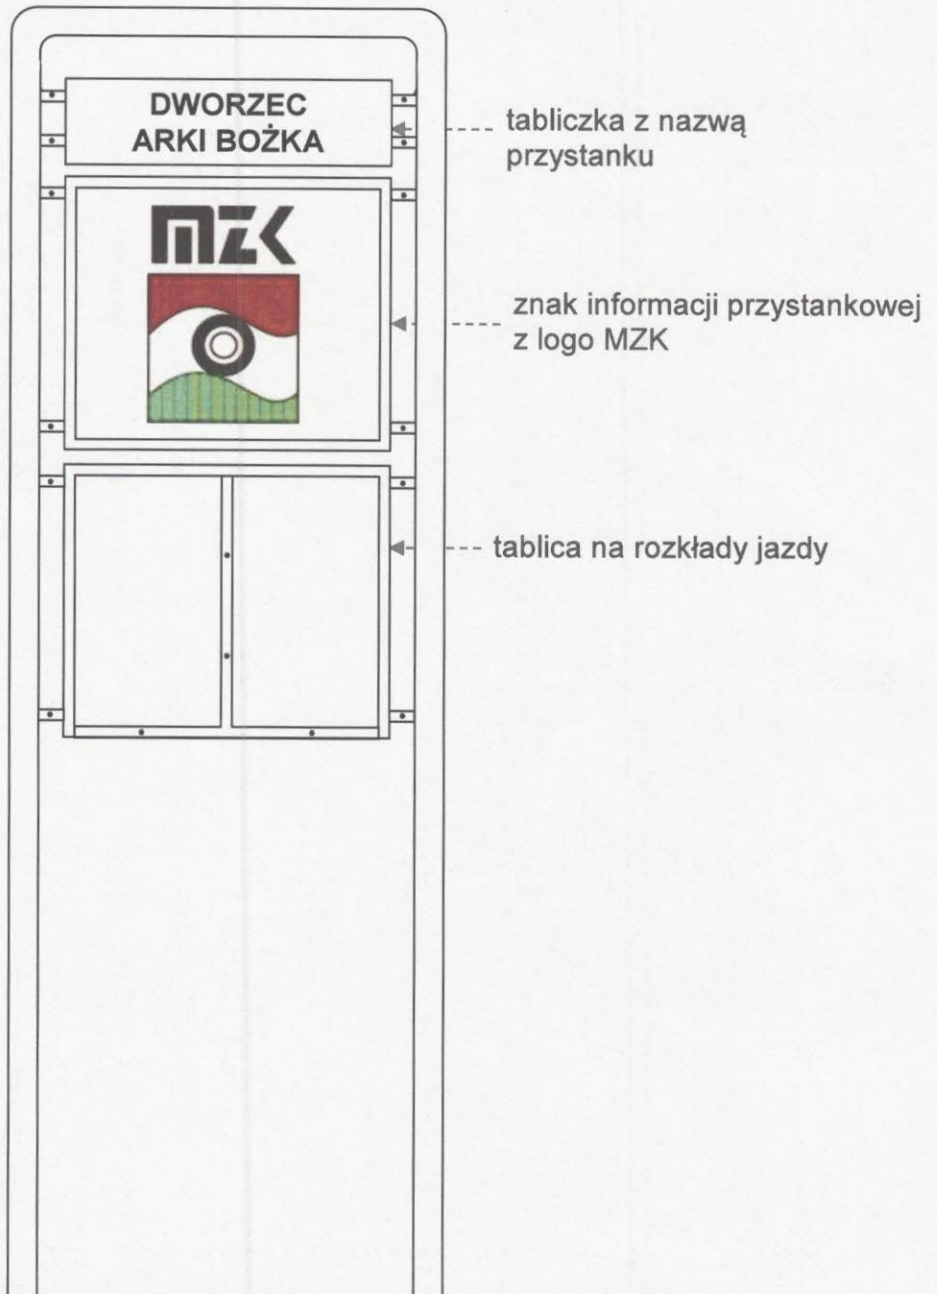 DWORZEC
ARKI BOŻKA
tabliczka z nazwą
przystanku
MZK
znak informacji przystankowej
z logo MZK
tablica na rozkłady jazdy